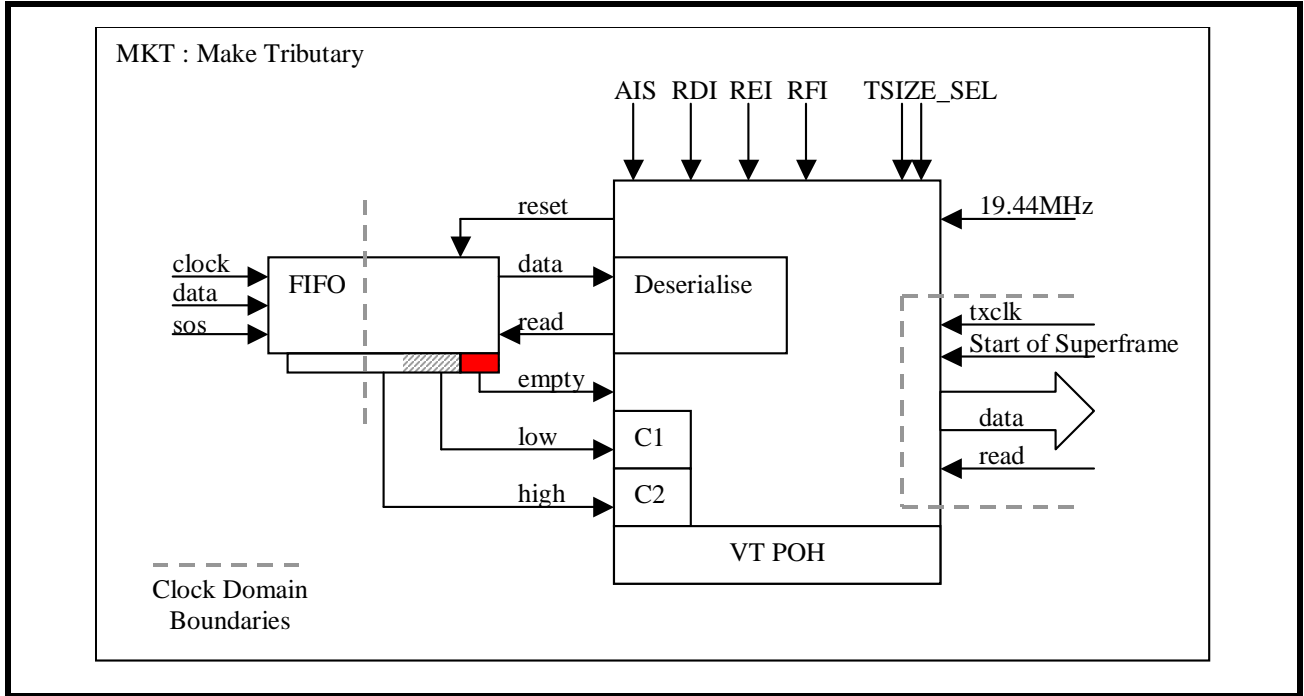 MKT : Make Tributary
AIS RDI REI RFI TSIZE_SEL
reset
19.44MHz
clock
data
sos
FIFO
data
read
Deserialise
txclk
Start of Superframe
empty
data
low
C1
read
high
C2
VT POH
Clock Domain
Boundaries